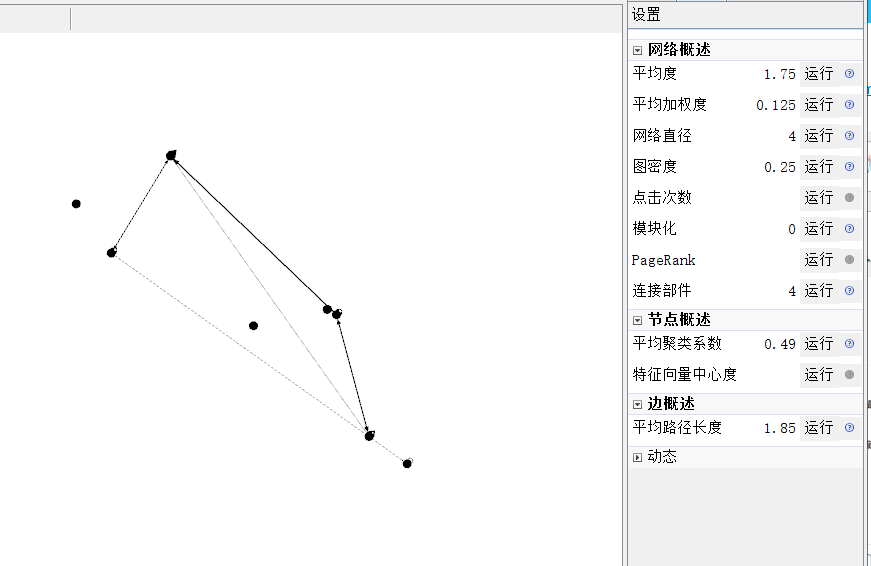 设置
网络概述
平均度 1.75 运行
平均加权度 0.125 运行
网络直径 4 运行
图密度 0.25 运行
点击次数 运行
模块化 0 运行
PageRank 运行
连接部件 4 运行
节点概述
平均聚类系数 0.49 运行
特征向量中心度 运行
边概述
平均路径长度 1.85 运行
动态